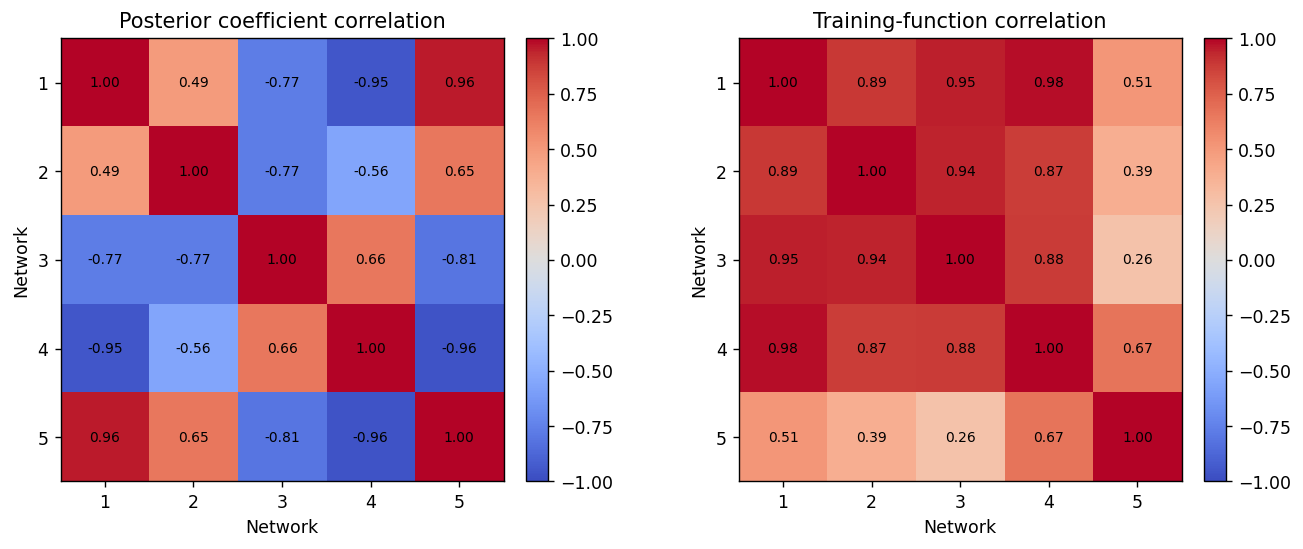 Posterior coefficient correlation
1.00 0.49 -0.77 -0.95 0.96
0.49 1.00 -0.77 -0.56 0.65
-0.77 -0.77 1.00 0.66 -0.81
-0.95 -0.56 0.66 1.00 -0.96
0.96 0.65 -0.81 -0.96 1.00
1
2
3
4
5
Network
1 2 3 4 5
Network
1.00
0.75
0.50
0.25
0.00
−0.25
−0.50
−0.75
−1.00
Training-function correlation
1.00 0.89 0.95 0.98 0.51
0.89 1.00 0.94 0.87 0.39
0.95 0.94 1.00 0.88 0.26
0.98 0.87 0.88 1.00 0.67
0.51 0.39 0.26 0.67 1.00
1
2
3
4
5
Network
1 2 3 4 5
Network
1.00
0.75
0.50
0.25
0.00
−0.25
−0.50
−0.75
−1.00